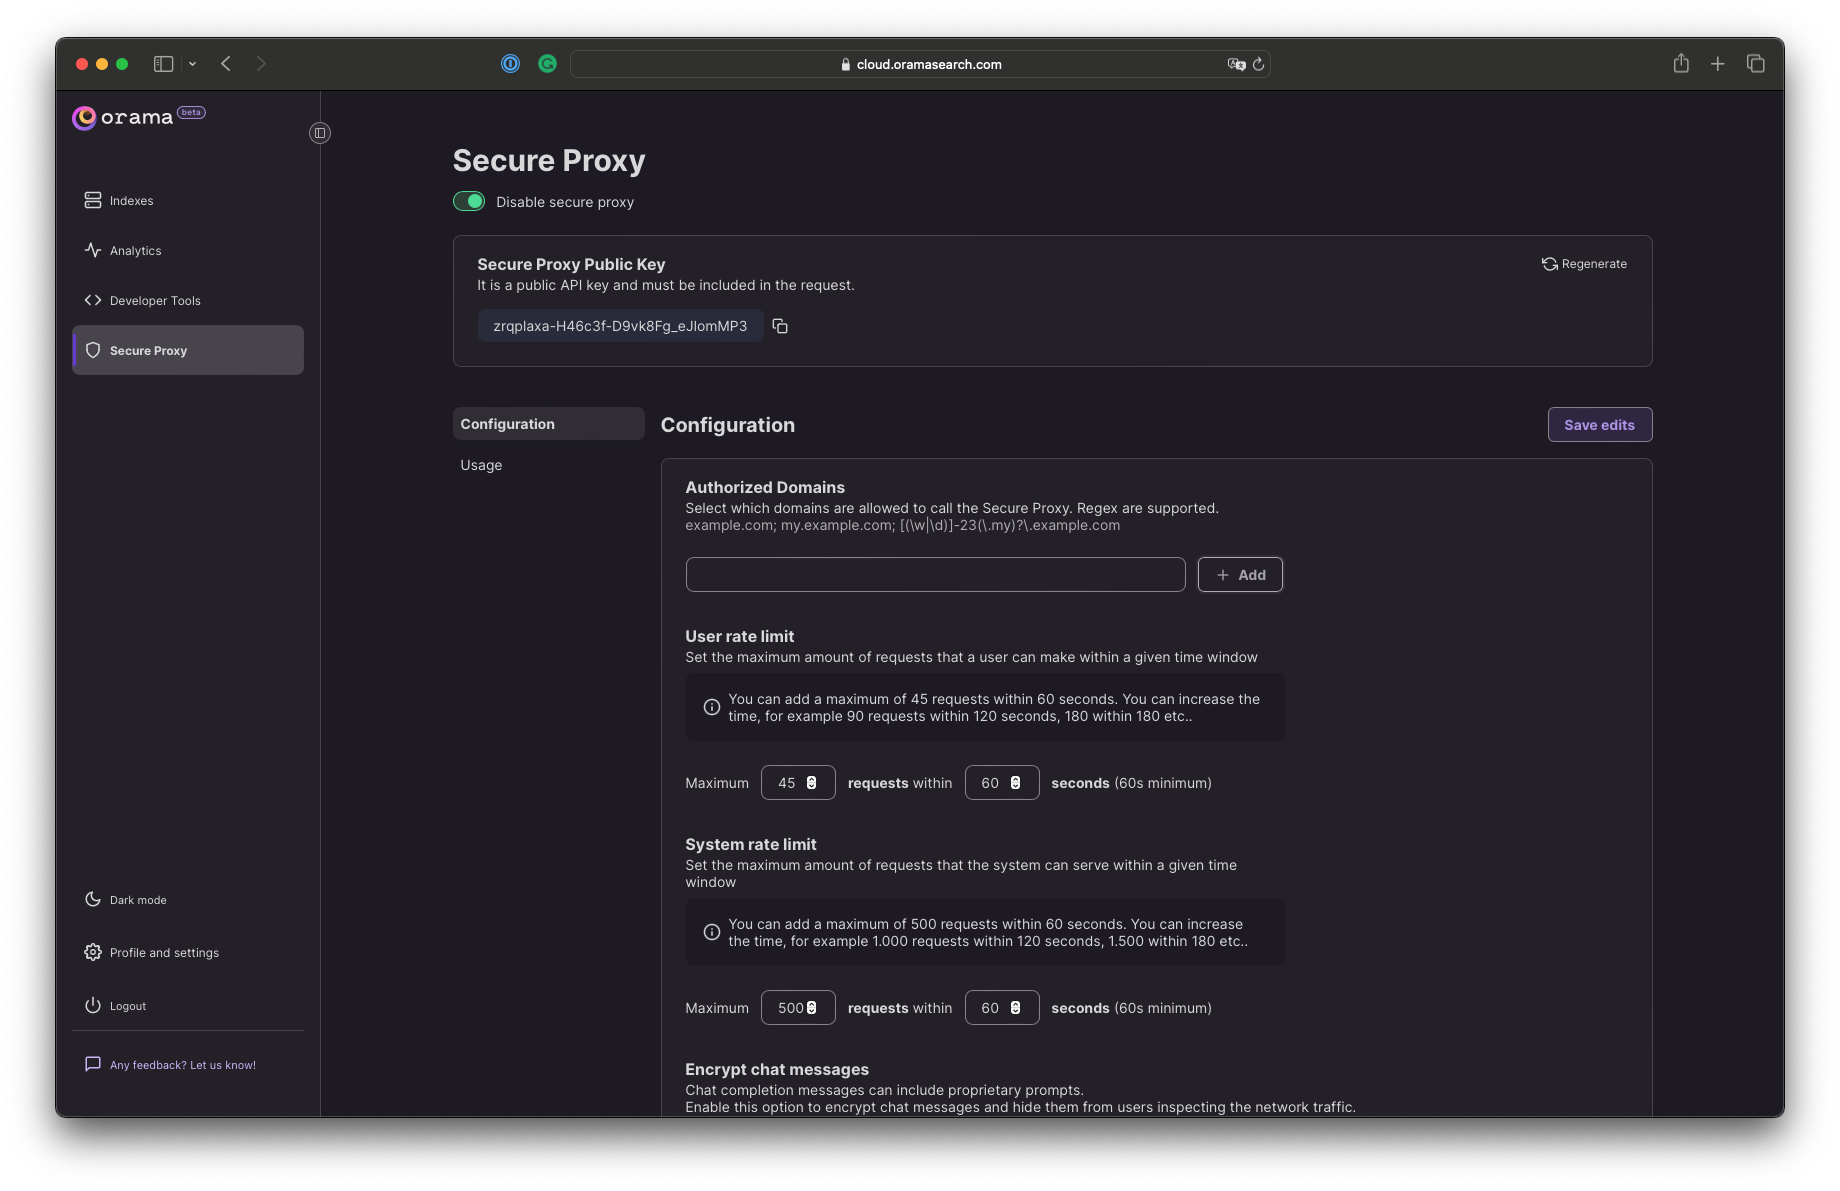 cloud.oramasearch.com
orama beta
Indexes
Analytics
Developer Tools
Secure Proxy
Dark mode
Profile and settings
Logout
Any feedback? Let us know!
Secure Proxy
Disable secure proxy
Secure Proxy Public Key
Regenerate
It is a public API key and must be included in the request.
zrqplaxa-H46c3f-D9vk8Fg_eJlomMP3
Configuration
Usage
Configuration
Save edits
Authorized Domains
Select which domains are allowed to call the Secure Proxy. Regex are supported.
example.com; my.example.com; [(\w|\d)]-23(\.my)?\.example.com
+ Add
User rate limit
Set the maximum amount of requests that a user can make within a given time window
You can add a maximum of 45 requests within 60 seconds. You can increase the
time, for example 90 requests within 120 seconds, 180 within 180 etc..
Maximum 45 requests within 60 seconds (60s minimum)
System rate limit
Set the maximum amount of requests that the system can serve within a given time
window
You can add a maximum of 500 requests within 60 seconds. You can increase
the time, for example 1.000 requests within 120 seconds, 1.500 within 180 etc..
Maximum 500 requests within 60 seconds (60s minimum)
Encrypt chat messages
Chat completion messages can include proprietary prompts.
Enable this option to encrypt chat messages and hide them from users inspecting the network traffic.